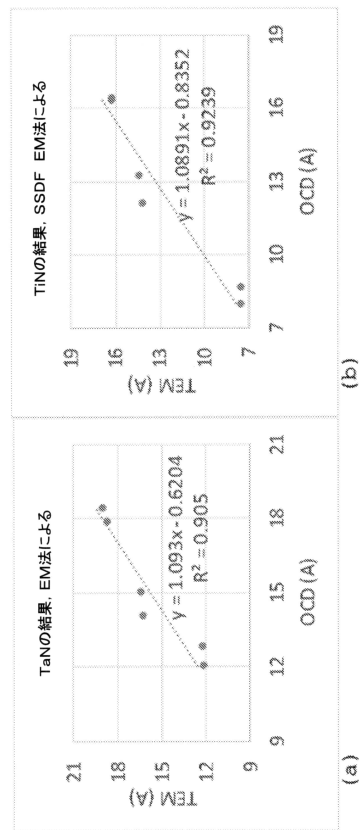 TaNの結果, EM法による
21
18
15
12
9
TEM (A)
y = 1.093x - 0.6204
R² = 0.905
9
12
15
18
21
OCD (A)
(a)
TiNの結果, SSDF EM法による
19
16
13
10
7
TEM (A)
y = 1.0891x - 0.8352
R² = 0.9239
7
10
13
16
19
OCD (A)
(b)